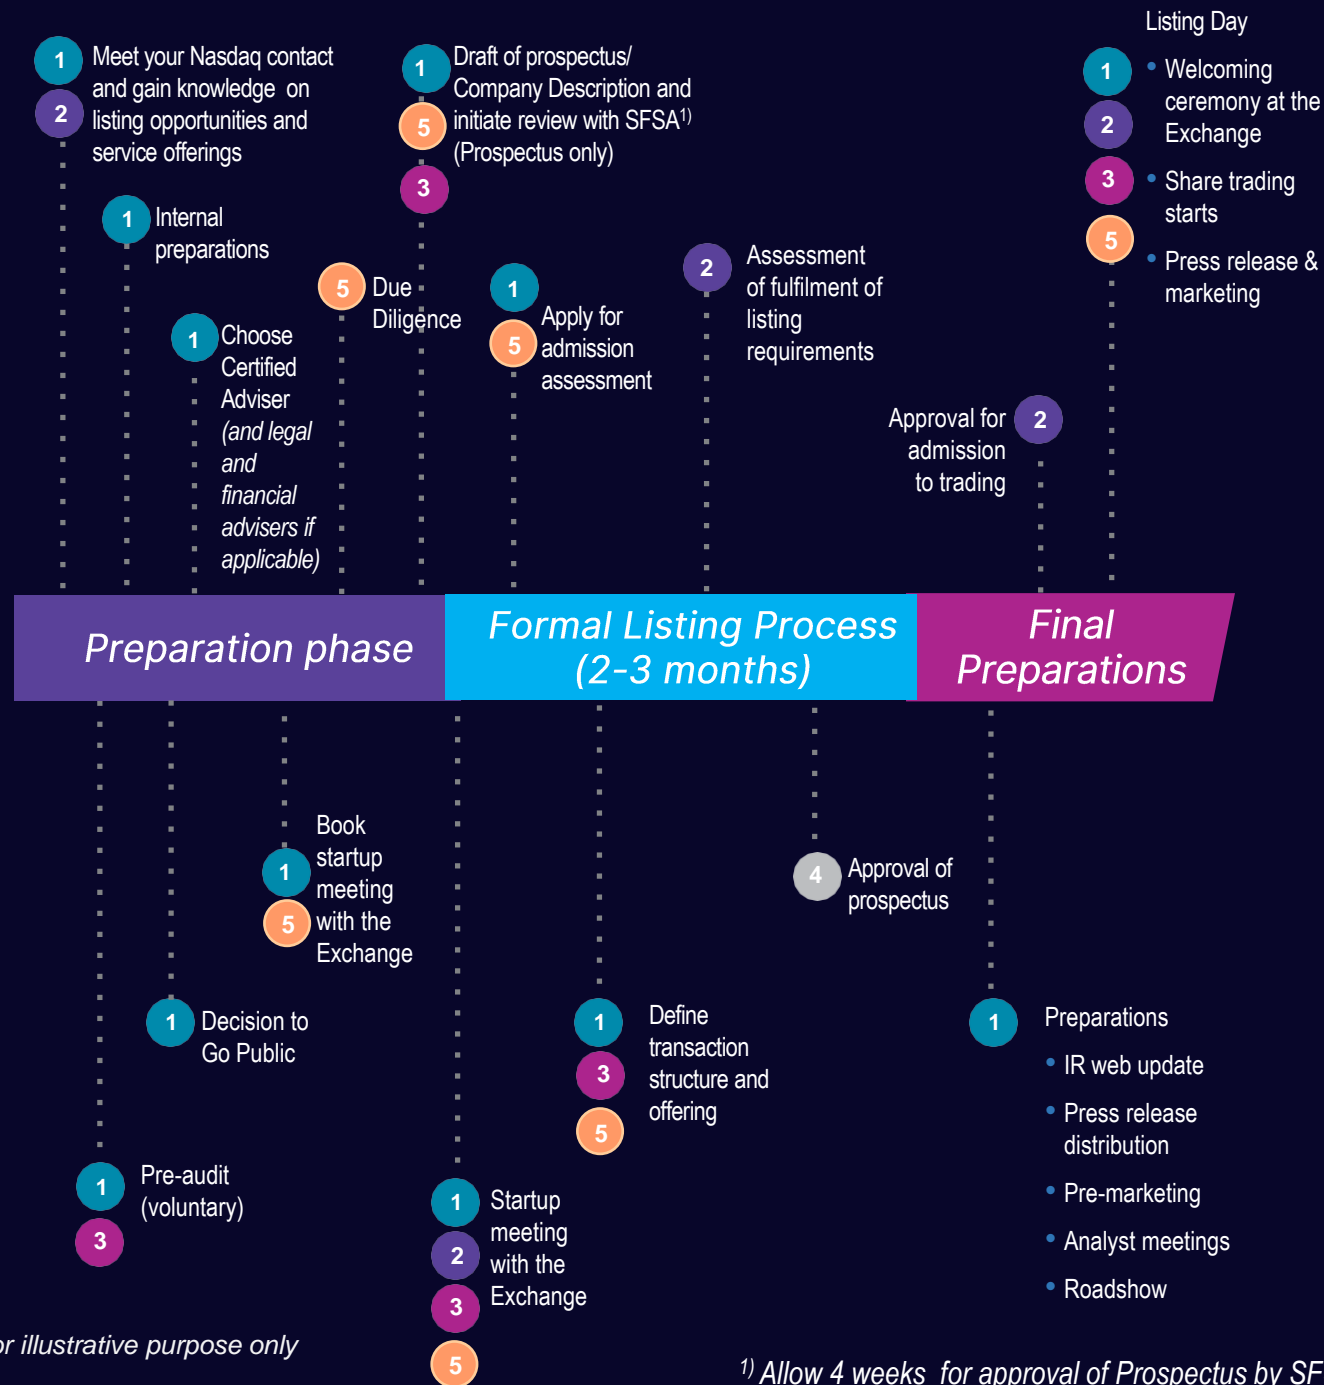 1
2
Meet your Nasdaq contact
and gain knowledge on
listing opportunities and
service offerings
1
Internal
preparations
1
Choose
Certified
Adviser
(and legal
and
financial
advisers if
applicable)
5
Due
Diligence
1
5
3
Draft of prospectus/
Company Description and
initiate review with SFSA1)
(Prospectus only)
1
5
Apply for
admission
assessment
2
Assessment
of fulfilment of
listing
requirements
Approval for
admission
to trading
2
Listing Day
1
2
3
5
• Welcoming
ceremony at the
Exchange
• Share trading
starts
• Press release &
marketing
Preparation phase
Formal Listing Process
(2-3 months)
Final
Preparations
1
3
Pre-audit
(voluntary)
1
Decision to
Go Public
1
5
Book
startup
meeting
with the
Exchange
1
2
3
5
Startup
meeting
with the
Exchange
1
3
5
Define
transaction
structure and
offering
4
Approval of
prospectus
1
Preparations
• IR web update
• Press release
distribution
• Pre-marketing
• Analyst meetings
• Roadshow
or illustrative purpose only
1) Allow 4 weeks for approval of Prospectus by SF